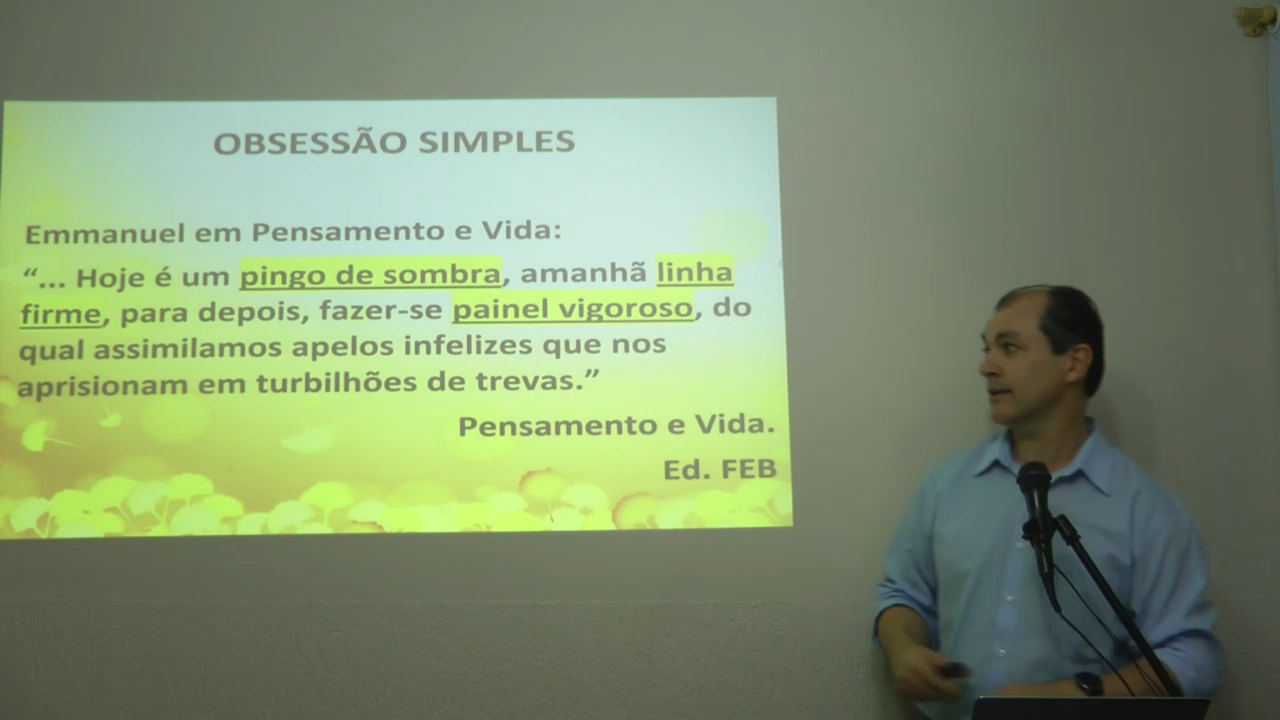 OBSESSÃO SIMPLES
Emmanuel em Pensamento e Vida:
“... Hoje é um pingo de sombra, amanhã linha
firme, para depois, fazer-se painel vigoroso, do
qual assimilamos apelos infelizes que nos
aprisionam em turbilhões de trevas.”
Pensamento e Vida.
Ed. FEB